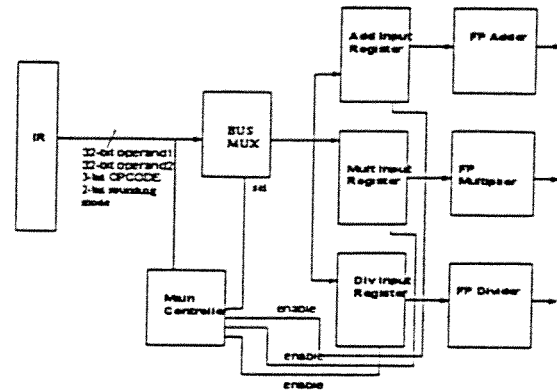 IR
32-bit operand1
32-bit operand2
3-bit OPCODE
2-bit rounding
mode
BUS
MUX
sel
Main
Controller
enable
enable
enable
Add Input
Register
Mult Input
Register
Div Input
Register
FP Adder
FP
Multiplier
FP Divider